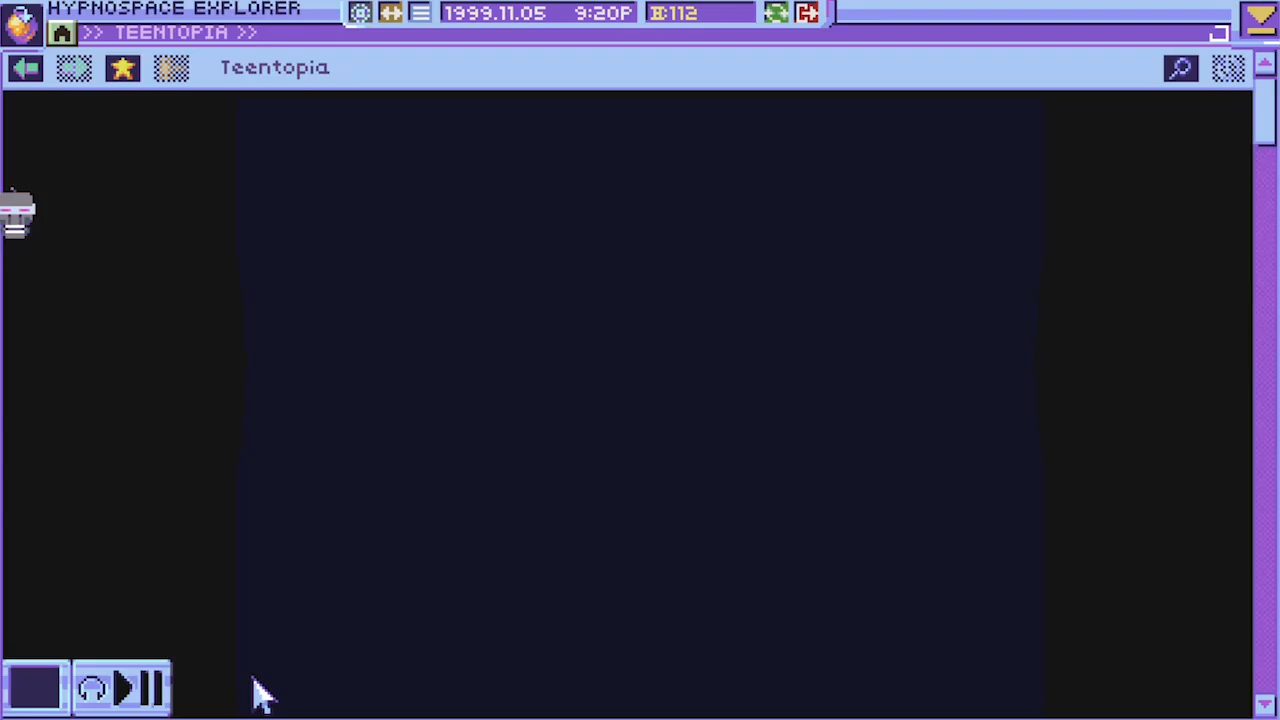 HYPNOSPACE EXPLORER
1999.11.05 9:20P
:112
>> TEENTOPIA >>
Teentopia